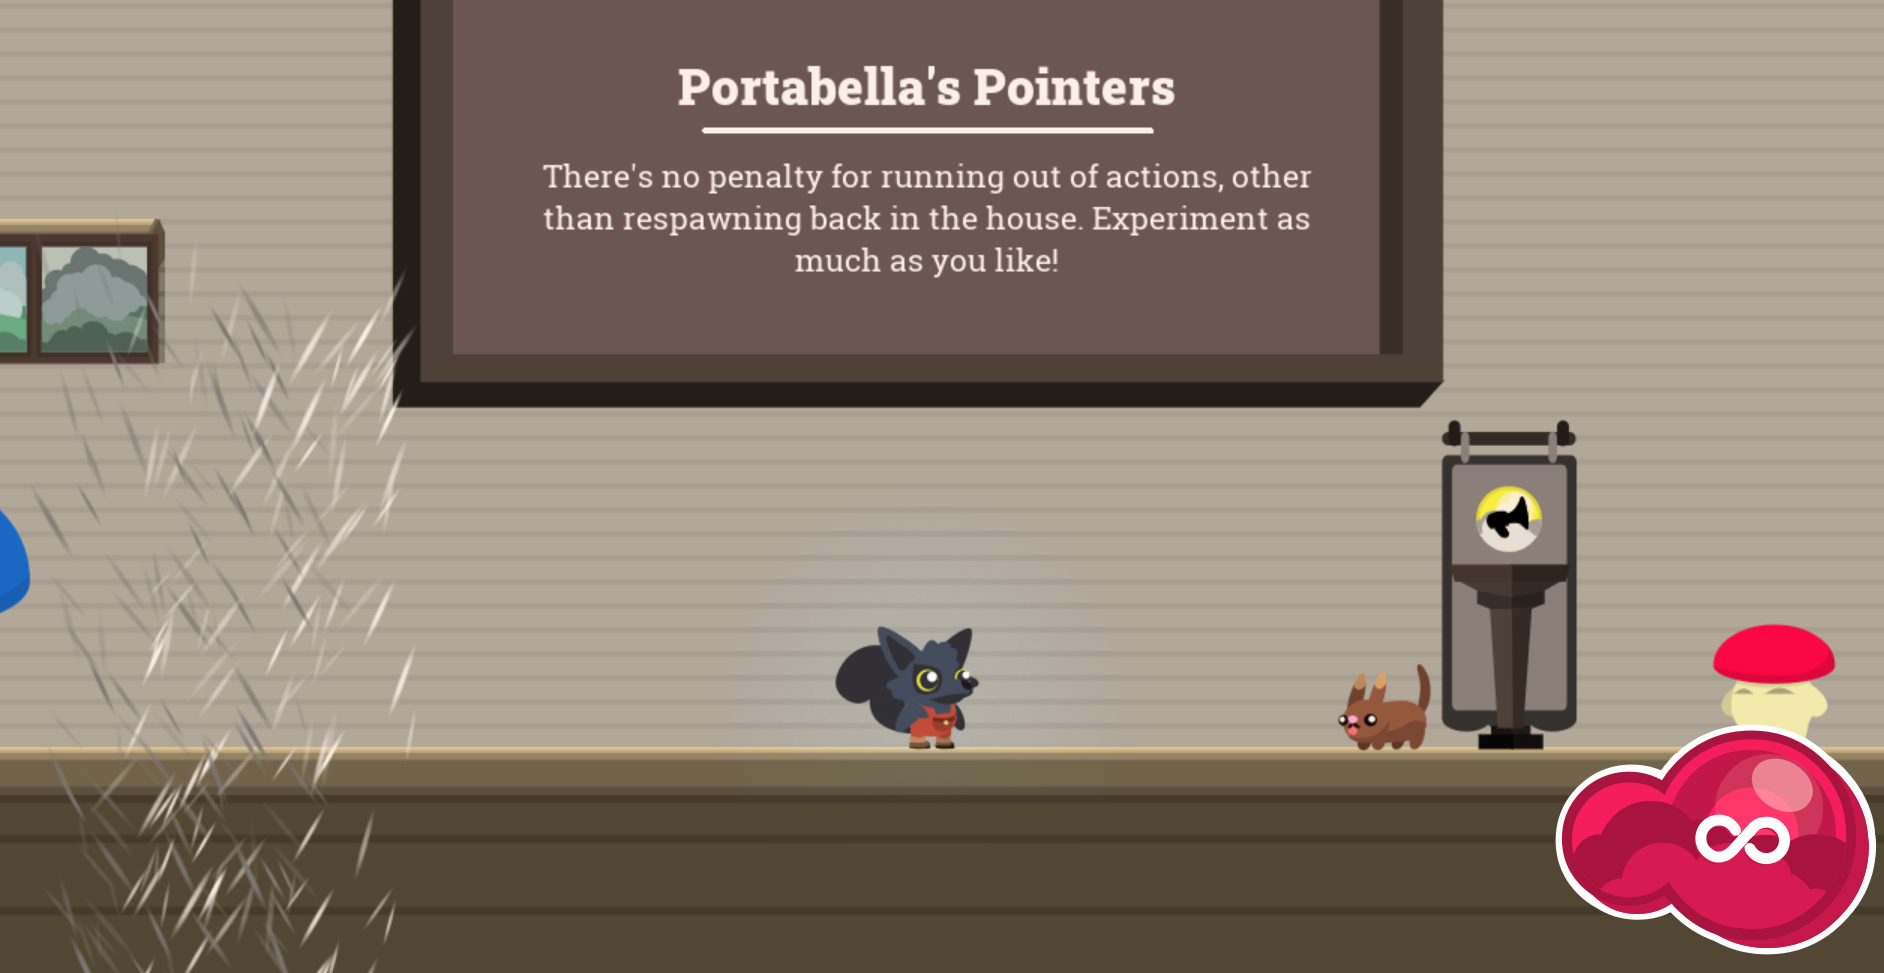 Portabella's Pointers
There's no penalty for running out of actions, other
than respawning back in the house. Experiment as
much as you like!